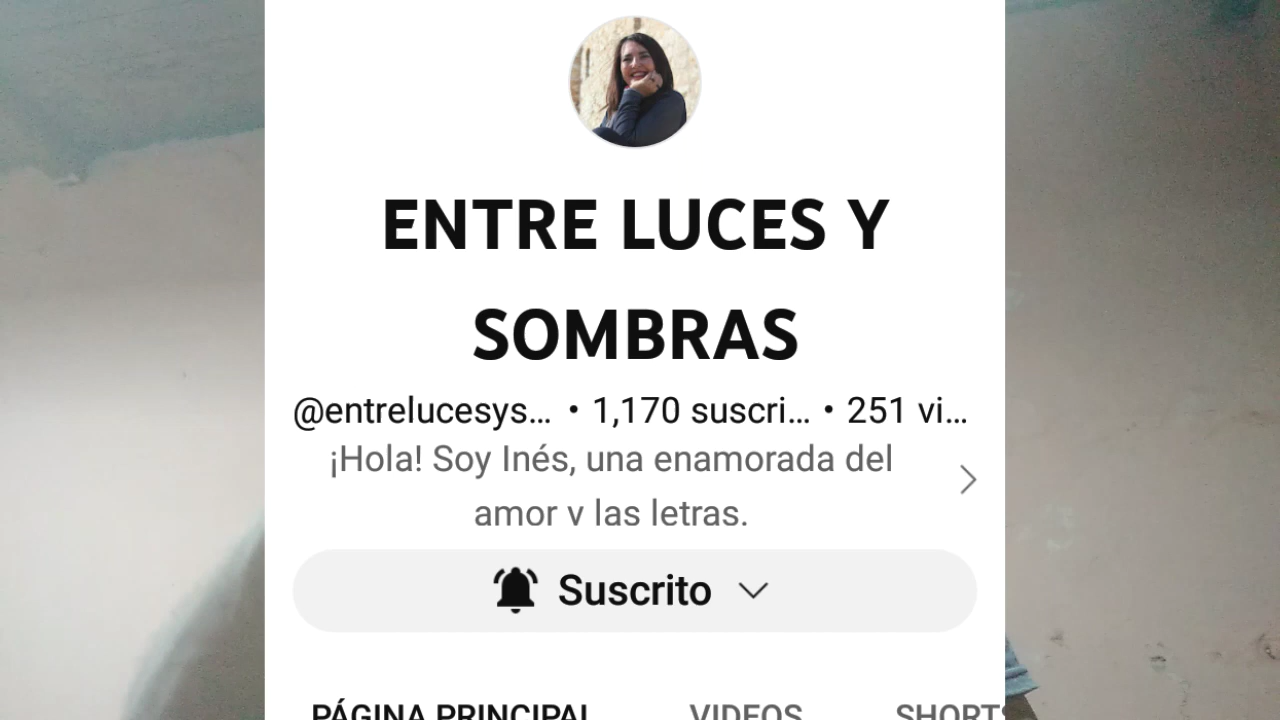 ENTRE LUCES Y
SOMBRAS
@entrelucesys... • 1,170 suscri... • 251 vi...
¡Hola! Soy Inés, una enamorada del
amor y las letras.
Suscrito
PÁGINA PRINCIPAL VIDEOS SHORTS